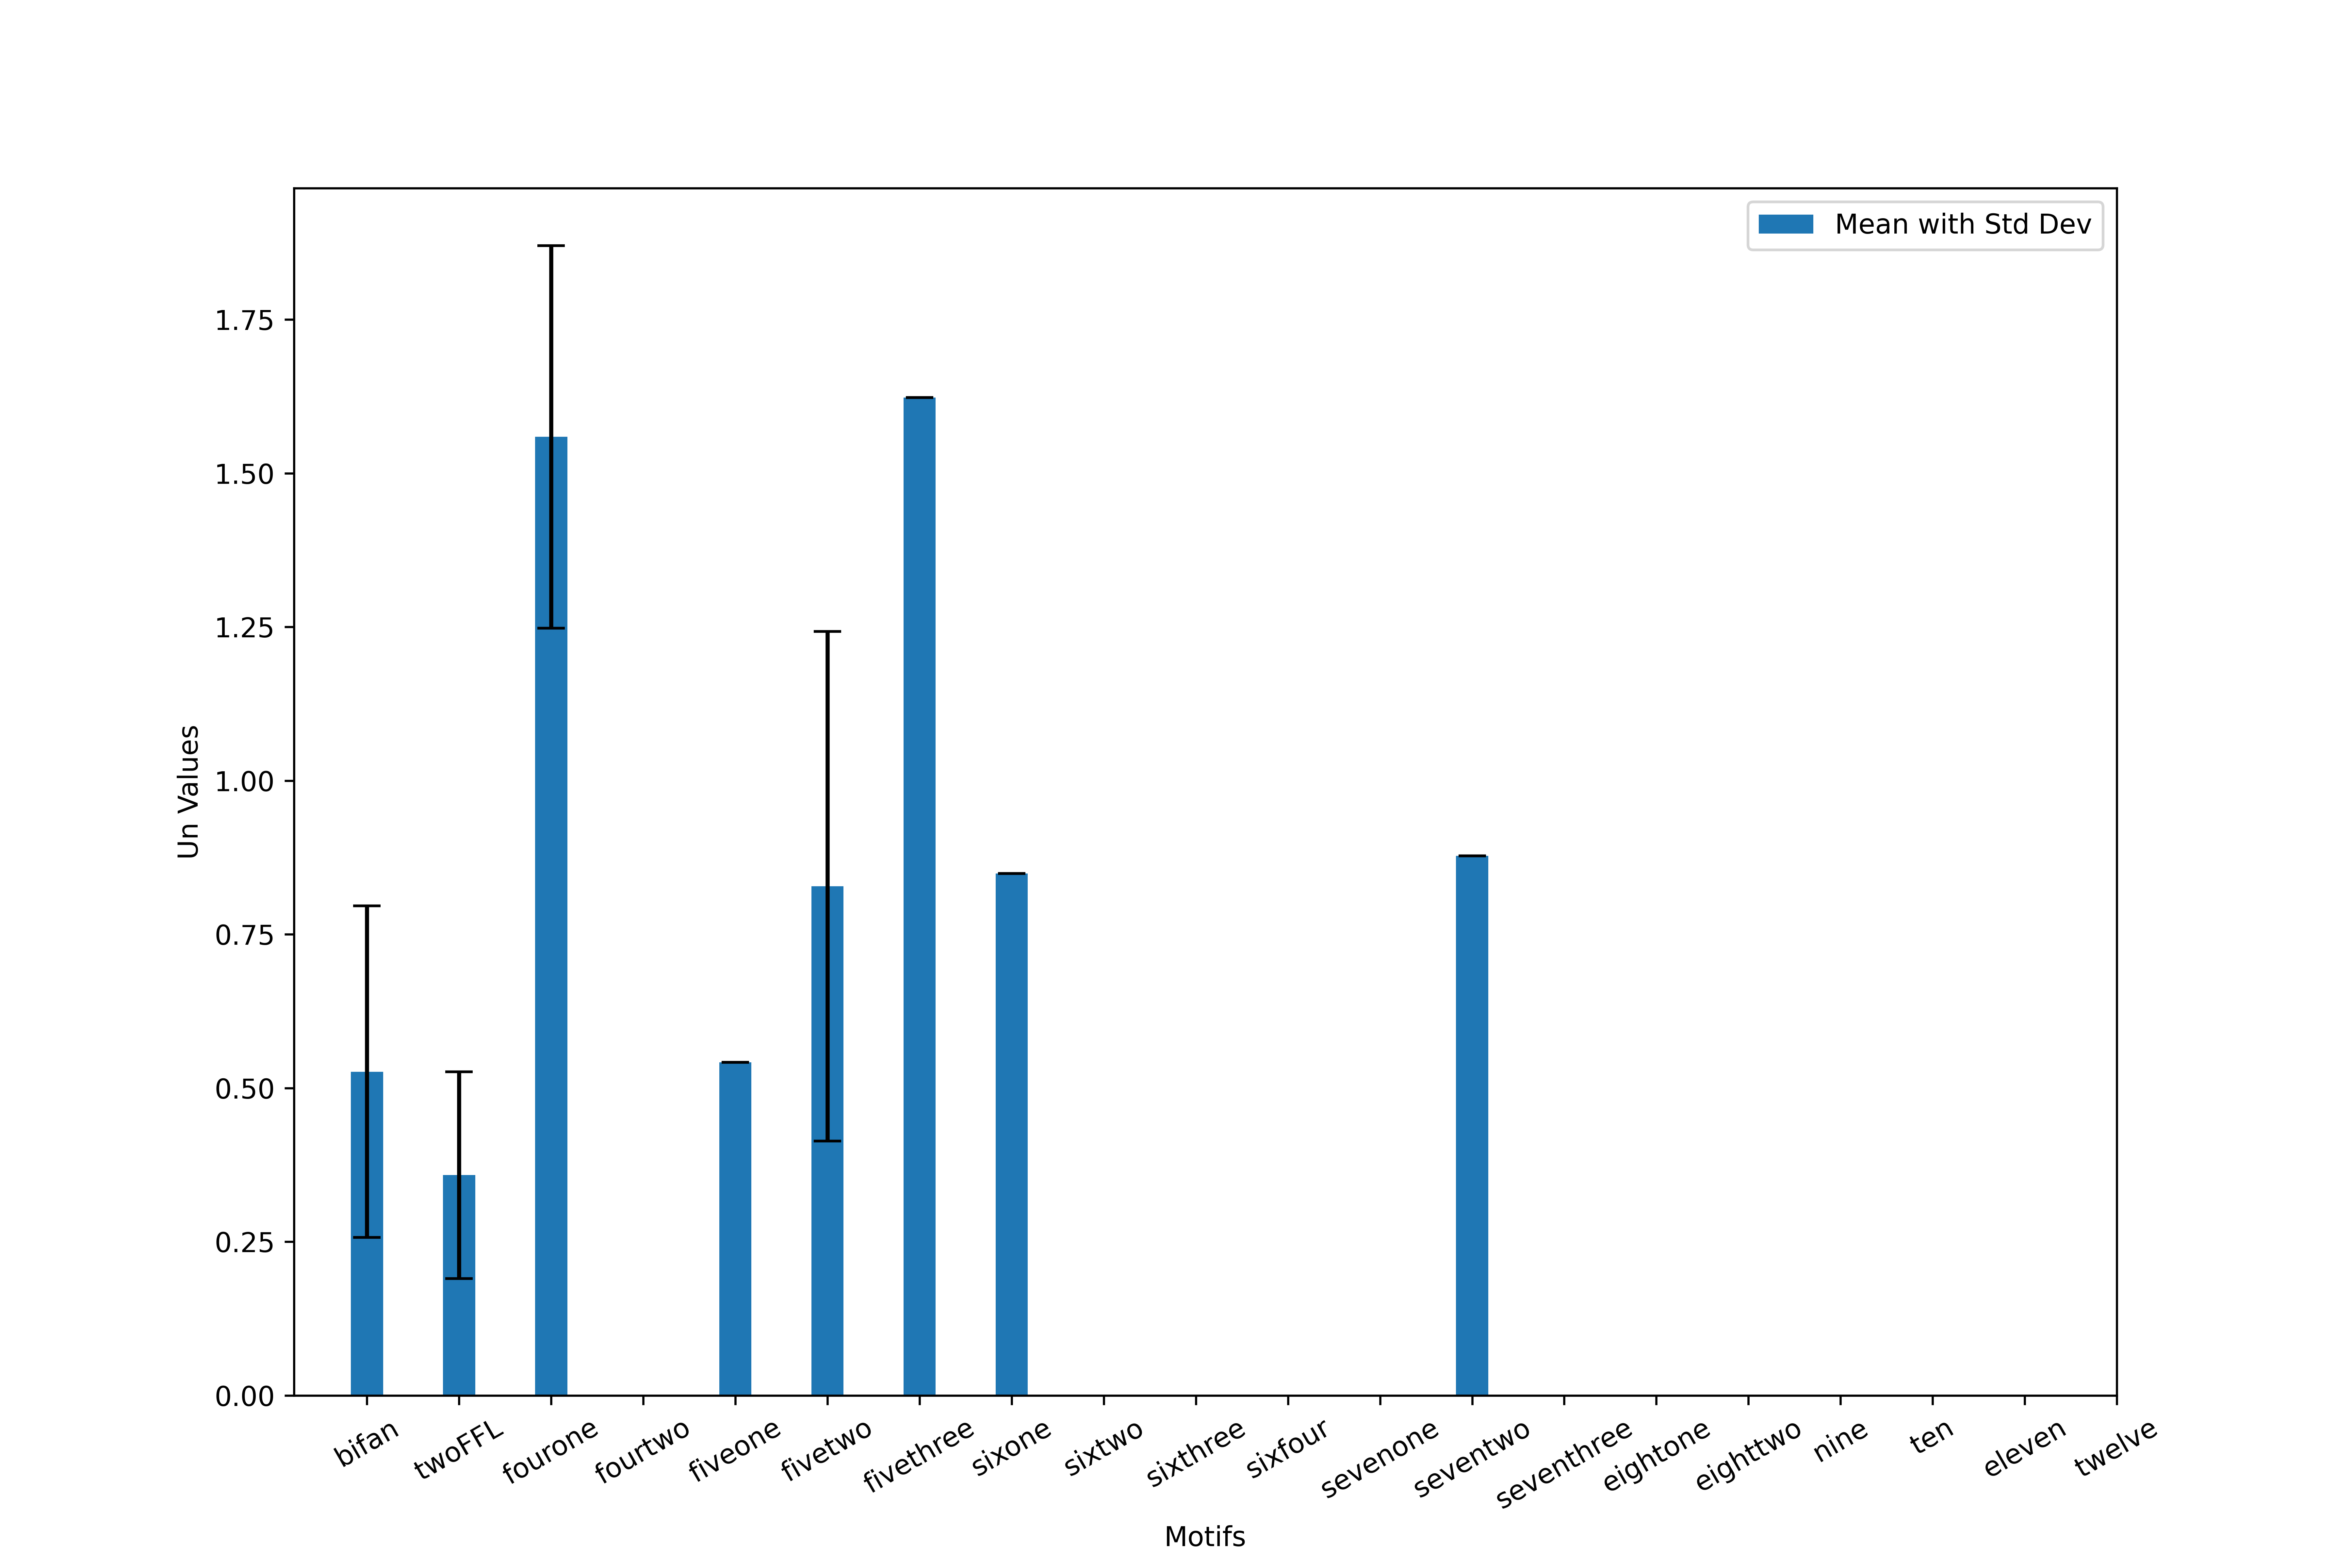 Mean with Std Dev
1.75
1.50
1.25
1.00
0.75
0.50
0.25
0.00
Un Values
bifan
twoFFL
fourone
fourtwo
fiveone
fivetwo
fivethree
sixone
sixtwo
sixthree
sixfour
sevenone
seventwo
seventhree
eightone
eighttwo
nine
ten
eleven
twelve
Motifs